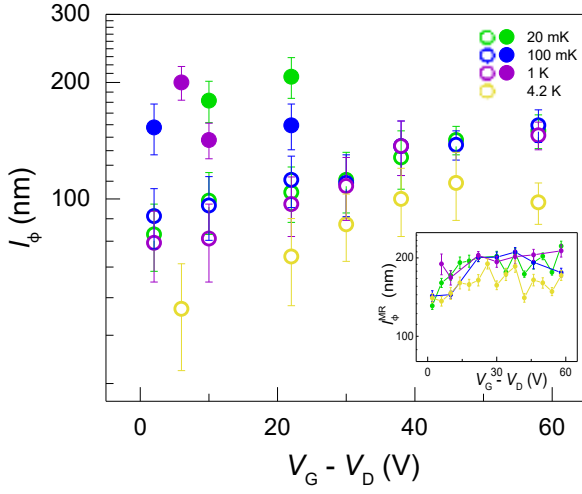 300
200
100
l_ϕ (nm)
20 mK
100 mK
1 K
4.2 K
200
100
l_ϕ^MR (nm)
0 30 60
V_G - V_D (V)
0 20 40 60
V_G - V_D (V)